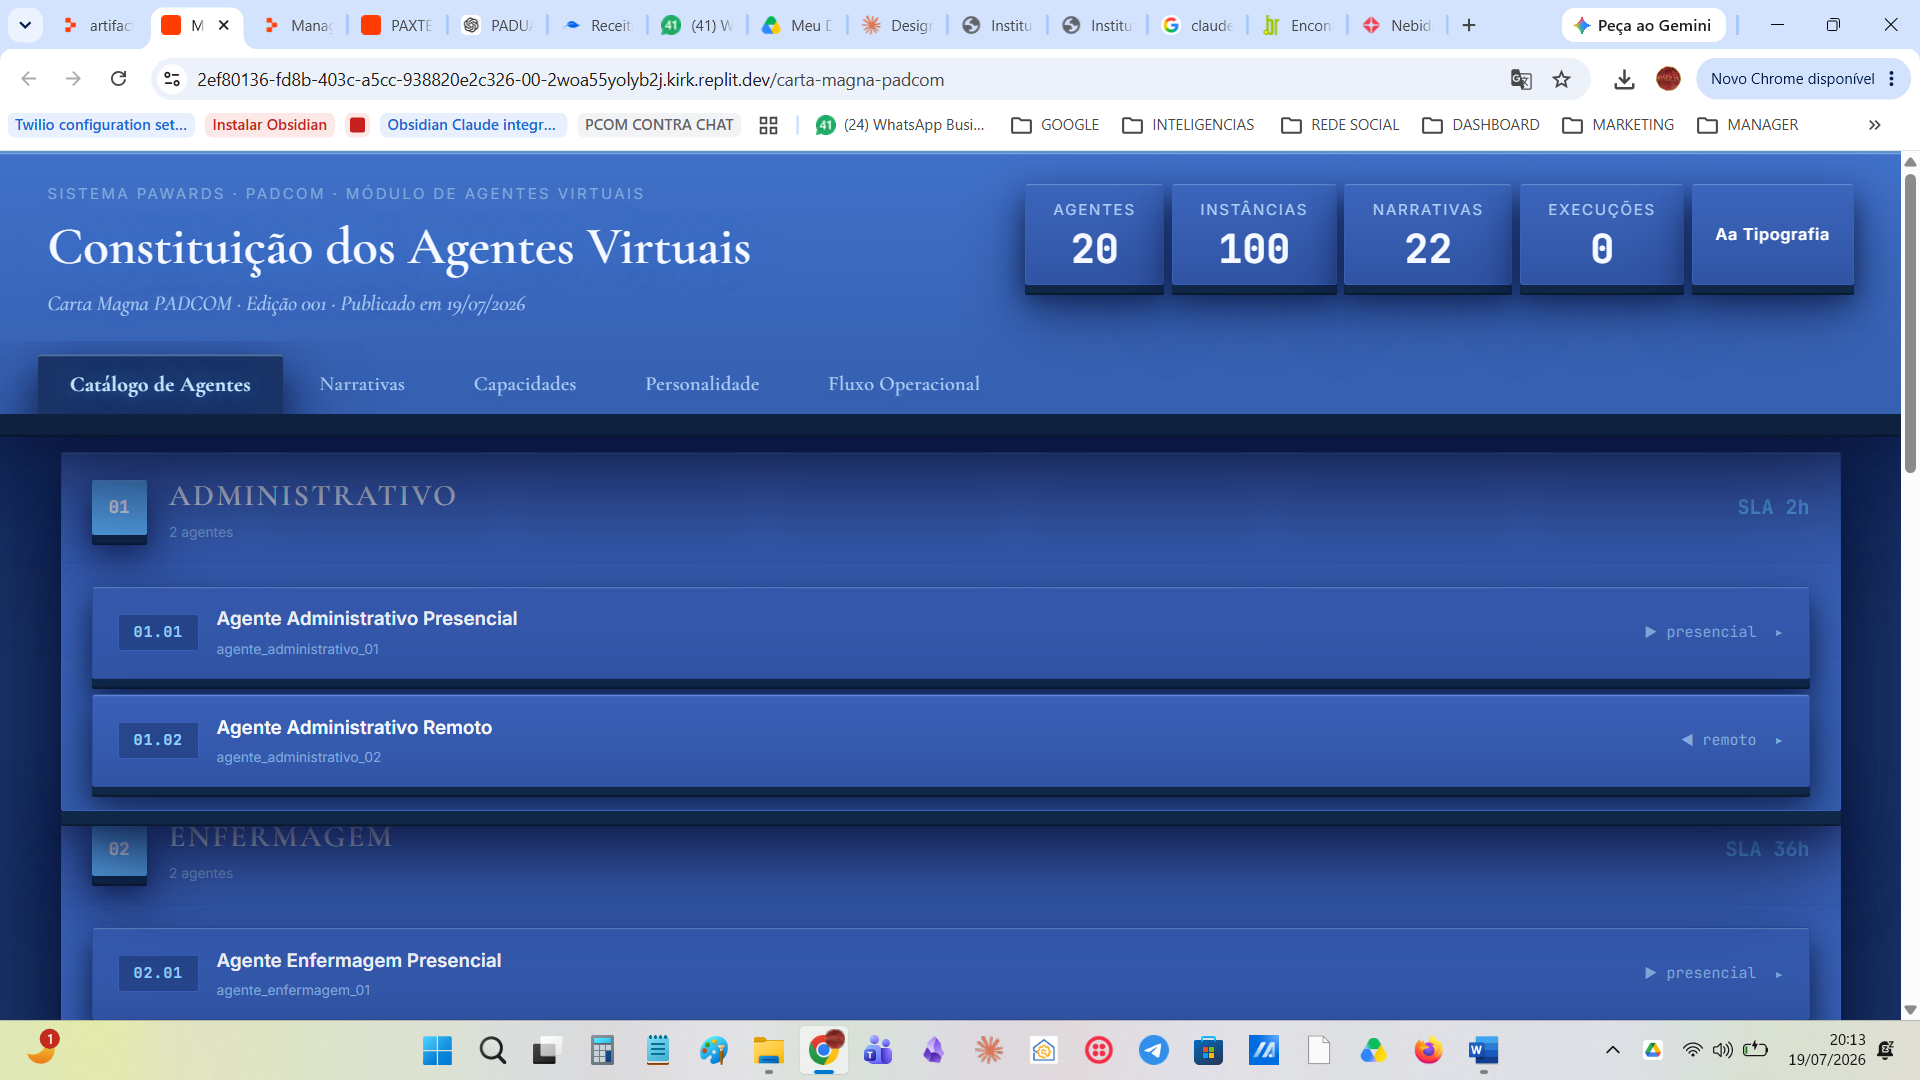 artifac
M
Manag
PAXTE
PADUA
Receit
(41) W
Meu D
Design
Institu
Institu
claude
Encon
Nebid
Peça ao Gemini
2ef80136-fd8b-403c-a5cc-938820e2c326-00-2woa55yolyb2j.kirk.replit.dev/carta-magna-padcom
Novo Chrome disponível
Twilio configuration set...
Instalar Obsidian
Obsidian Claude integr...
PCOM CONTRA CHAT
41
(24) WhatsApp Busi...
GOOGLE
INTELIGENCIAS
REDE SOCIAL
DASHBOARD
MARKETING
MANAGER
SISTEMA PAWARDS · PADCOM · MÓDULO DE AGENTES VIRTUAIS
Constituição dos Agentes Virtuais
Carta Magna PADCOM · Edição 001 · Publicado em 19/07/2026
AGENTES
20
INSTÂNCIAS
100
NARRATIVAS
22
EXECUÇÕES
0
Aa Tipografia
Catálogo de Agentes
Narrativas
Capacidades
Personalidade
Fluxo Operacional
01
ADMINISTRATIVO
2 agentes
SLA 2h
01.01
Agente Administrativo Presencial
agente_administrativo_01
▶ presencial ▸
01.02
Agente Administrativo Remoto
agente_administrativo_02
◀ remoto ▸
02
ENFERMAGEM
2 agentes
SLA 36h
02.01
Agente Enfermagem Presencial
agente_enfermagem_01
▶ presencial ▸
1
20:13
19/07/2026